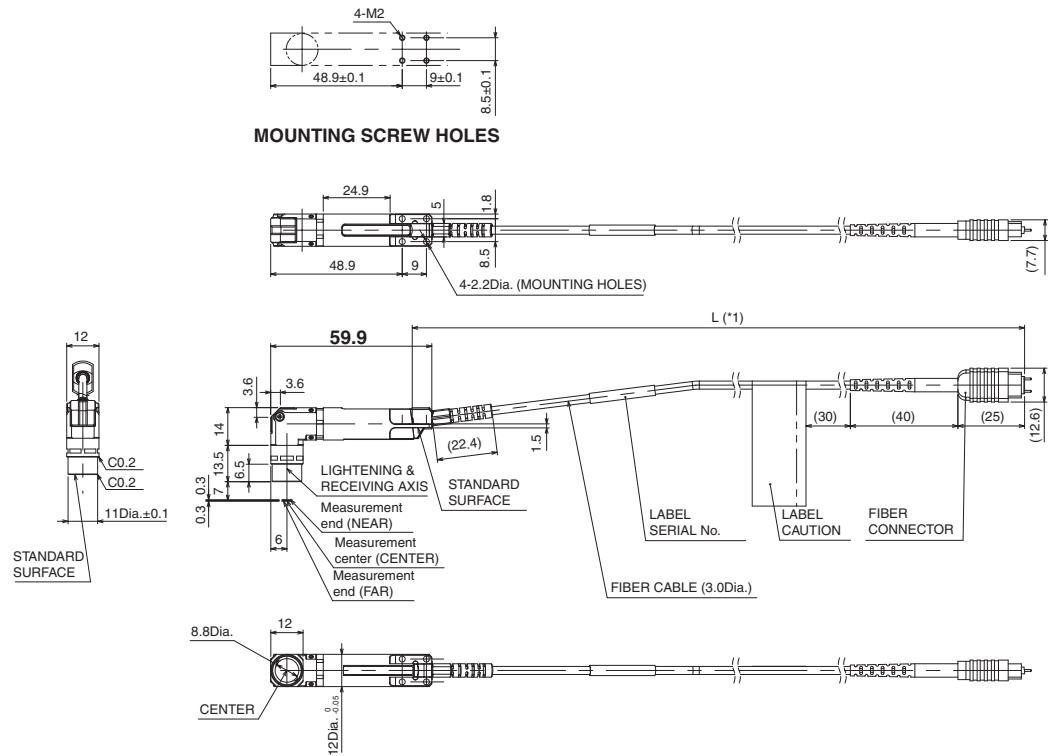 4-M2
48.9±0.1
9±0.1
8.5±0.1
MOUNTING SCREW HOLES
24.9
5
1.8
48.9
9
8.5
(7.7)
4-2.2Dia. (MOUNTING HOLES)
L (*1)
12
59.9
3.6
3.6
14
13.5
6.5
7
0.3
0.3
C0.2
C0.2
11Dia.±0.1
STANDARD
SURFACE
6
LIGHTENING &
RECEIVING AXIS
Measurement
end (NEAR)
Measurement
center (CENTER)
Measurement
end (FAR)
(22.4)
1.5
STANDARD
SURFACE
LABEL
SERIAL No.
FIBER CABLE (3.0Dia.)
LABEL
CAUTION
(30)
(40)
(25)
(12.6)
FIBER
CONNECTOR
8.8Dia.
12
CENTER
12Dia. 0 -0.05